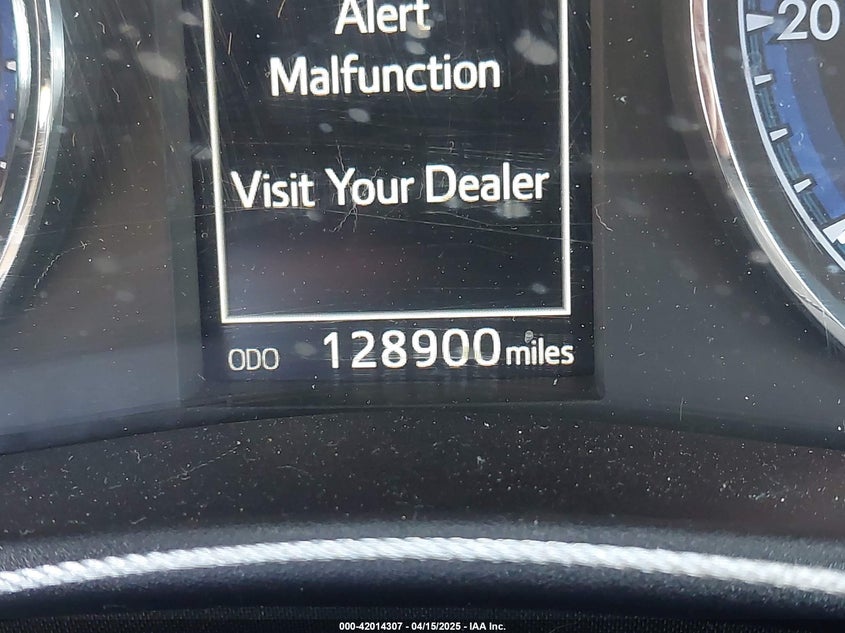 Alert
Malfunction
20
Visit Your Dealer
ODO 128900 miles
000-42014307 - 04/15/2025 - IAA Inc.